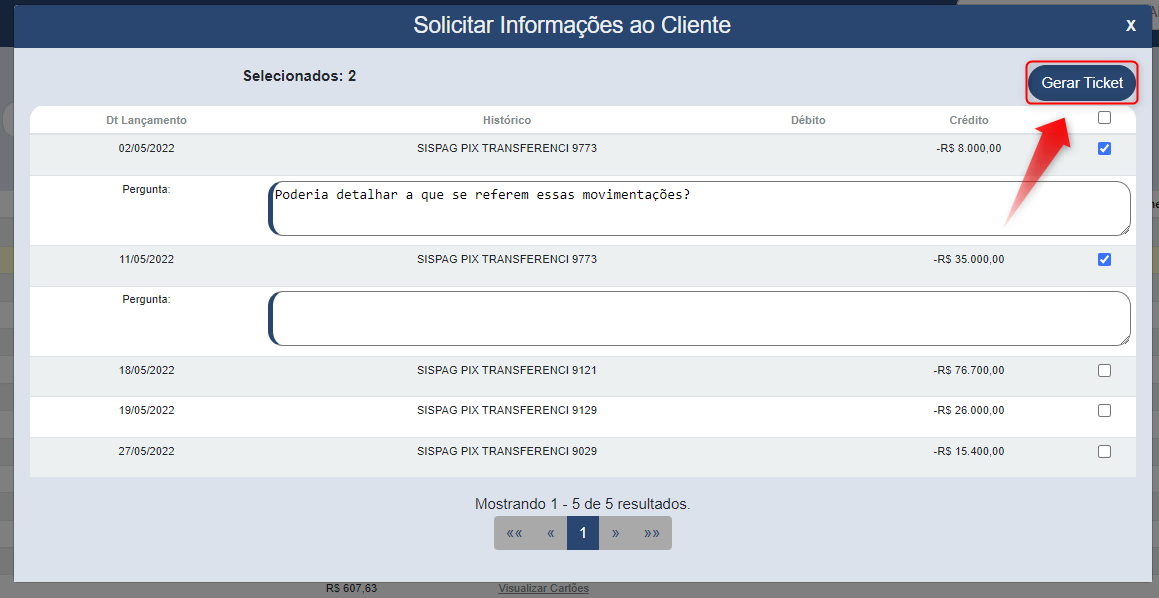 Solicitar Informações ao Cliente
X
Selecionados: 2
Gerar Ticket
Dt Lançamento Histórico Débito Crédito
02/05/2022 SISPAG PIX TRANSFERENCI 9773 -R$ 8.000,00
Pergunta: Poderia detalhar a que se referem essas movimentações?
11/05/2022 SISPAG PIX TRANSFERENCI 9773 -R$ 35.000,00
Pergunta:
18/05/2022 SISPAG PIX TRANSFERENCI 9121 -R$ 76.700,00
19/05/2022 SISPAG PIX TRANSFERENCI 9129 -R$ 26.000,00
27/05/2022 SISPAG PIX TRANSFERENCI 9029 -R$ 15.400,00
Mostrando 1 - 5 de 5 resultados.
«« « 1 » »»
R$ 607,63 Visualizar Cartões